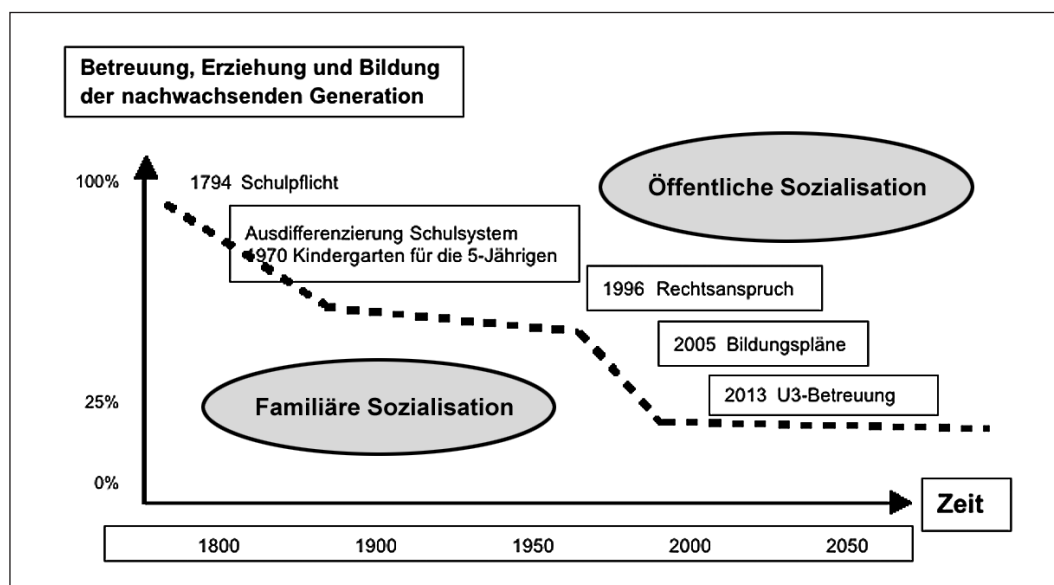 Betreuung, Erziehung und Bildung
der nachwachsenden Generation
100%
1794 Schulpflicht
Öffentliche Sozialisation
Ausdifferenzierung Schulsystem
1970 Kindergarten für die 5-Jährigen
1996 Rechtsanspruch
2005 Bildungspläne
25%
Familiäre Sozialisation
2013 U3-Betreuung
0%
Zeit
1800 1900 1950 2000 2050